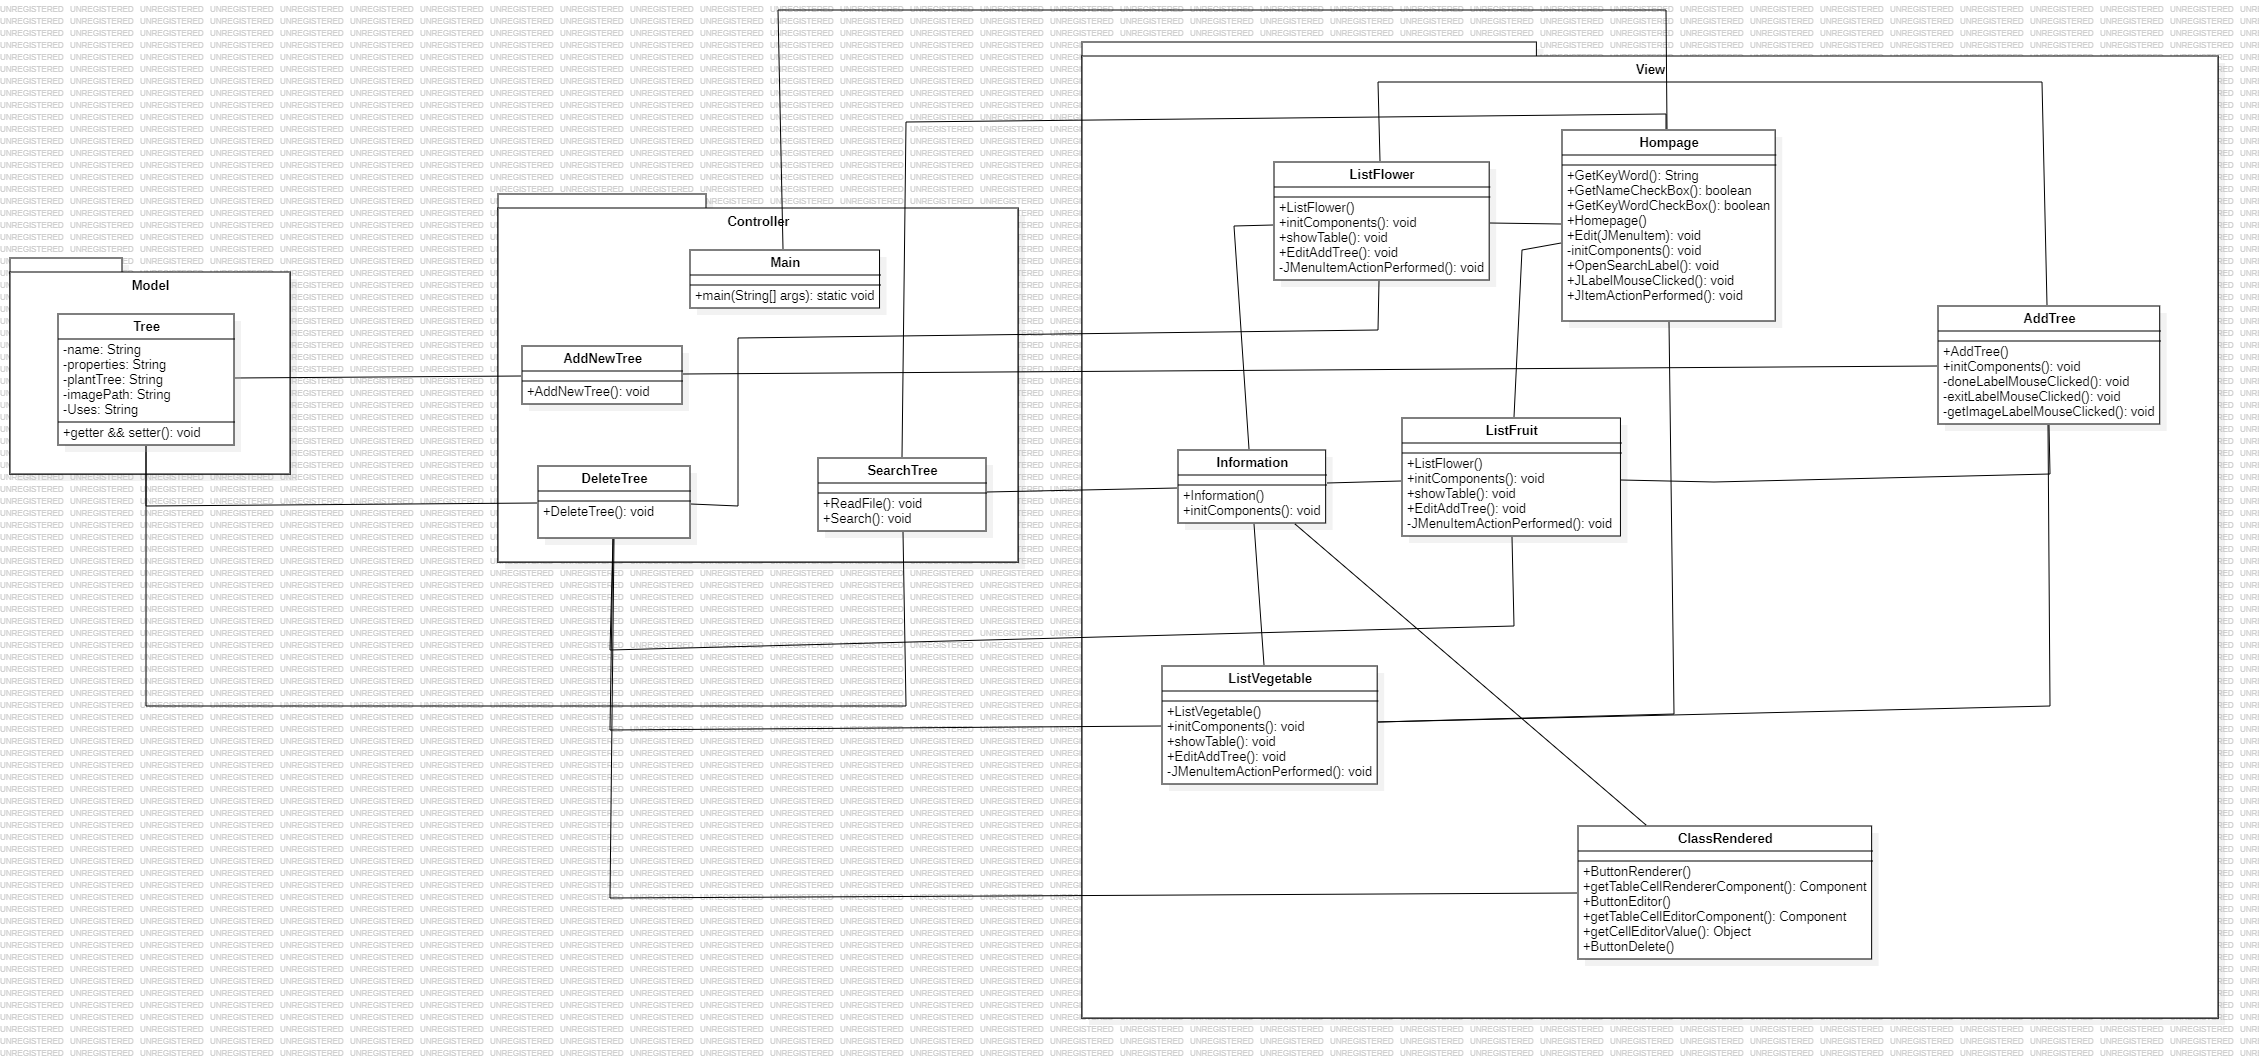 Model
Tree
-name: String
-properties: String
-plantTree: String
-imagePath: String
-Uses: String
+getter && setter(): void
Controller
Main
+main(String[] args): static void
AddNewTree
+AddNewTree(): void
DeleteTree
+DeleteTree(): void
SearchTree
+ReadFile(): void
+Search(): void
View
ListFlower
+ListFlower()
+initComponents(): void
+showTable(): void
+EditAddTree(): void
-JMenuItemActionPerformed(): void
Hompage
+GetKeyWord(): String
+GetNameCheckBox(): boolean
+GetKeyWordCheckBox(): boolean
+Homepage()
+Edit(JMenuItem): void
-initComponents(): void
+OpenSearchLabel(): void
+JLabelMouseClicked(): void
+JItemActionPerformed(): void
AddTree
+AddTree()
+initComponents(): void
-doneLabelMouseClicked(): void
-exitLabelMouseClicked(): void
-getImageLabelMouseClicked(): void
Information
+Information()
+initComponents(): void
ListFruit
+ListFlower()
+initComponents(): void
+showTable(): void
+EditAddTree(): void
-JMenuItemActionPerformed(): void
ListVegetable
+ListVegetable()
+initComponents(): void
+showTable(): void
+EditAddTree(): void
-JMenuItemActionPerformed(): void
ClassRendered
+ButtonRenderer()
+getTableCellRendererComponent(): Component
+ButtonEditor()
+getTableCellEditorComponent(): Component
+getCellEditorValue(): Object
+ButtonDelete()
UNREGISTERED